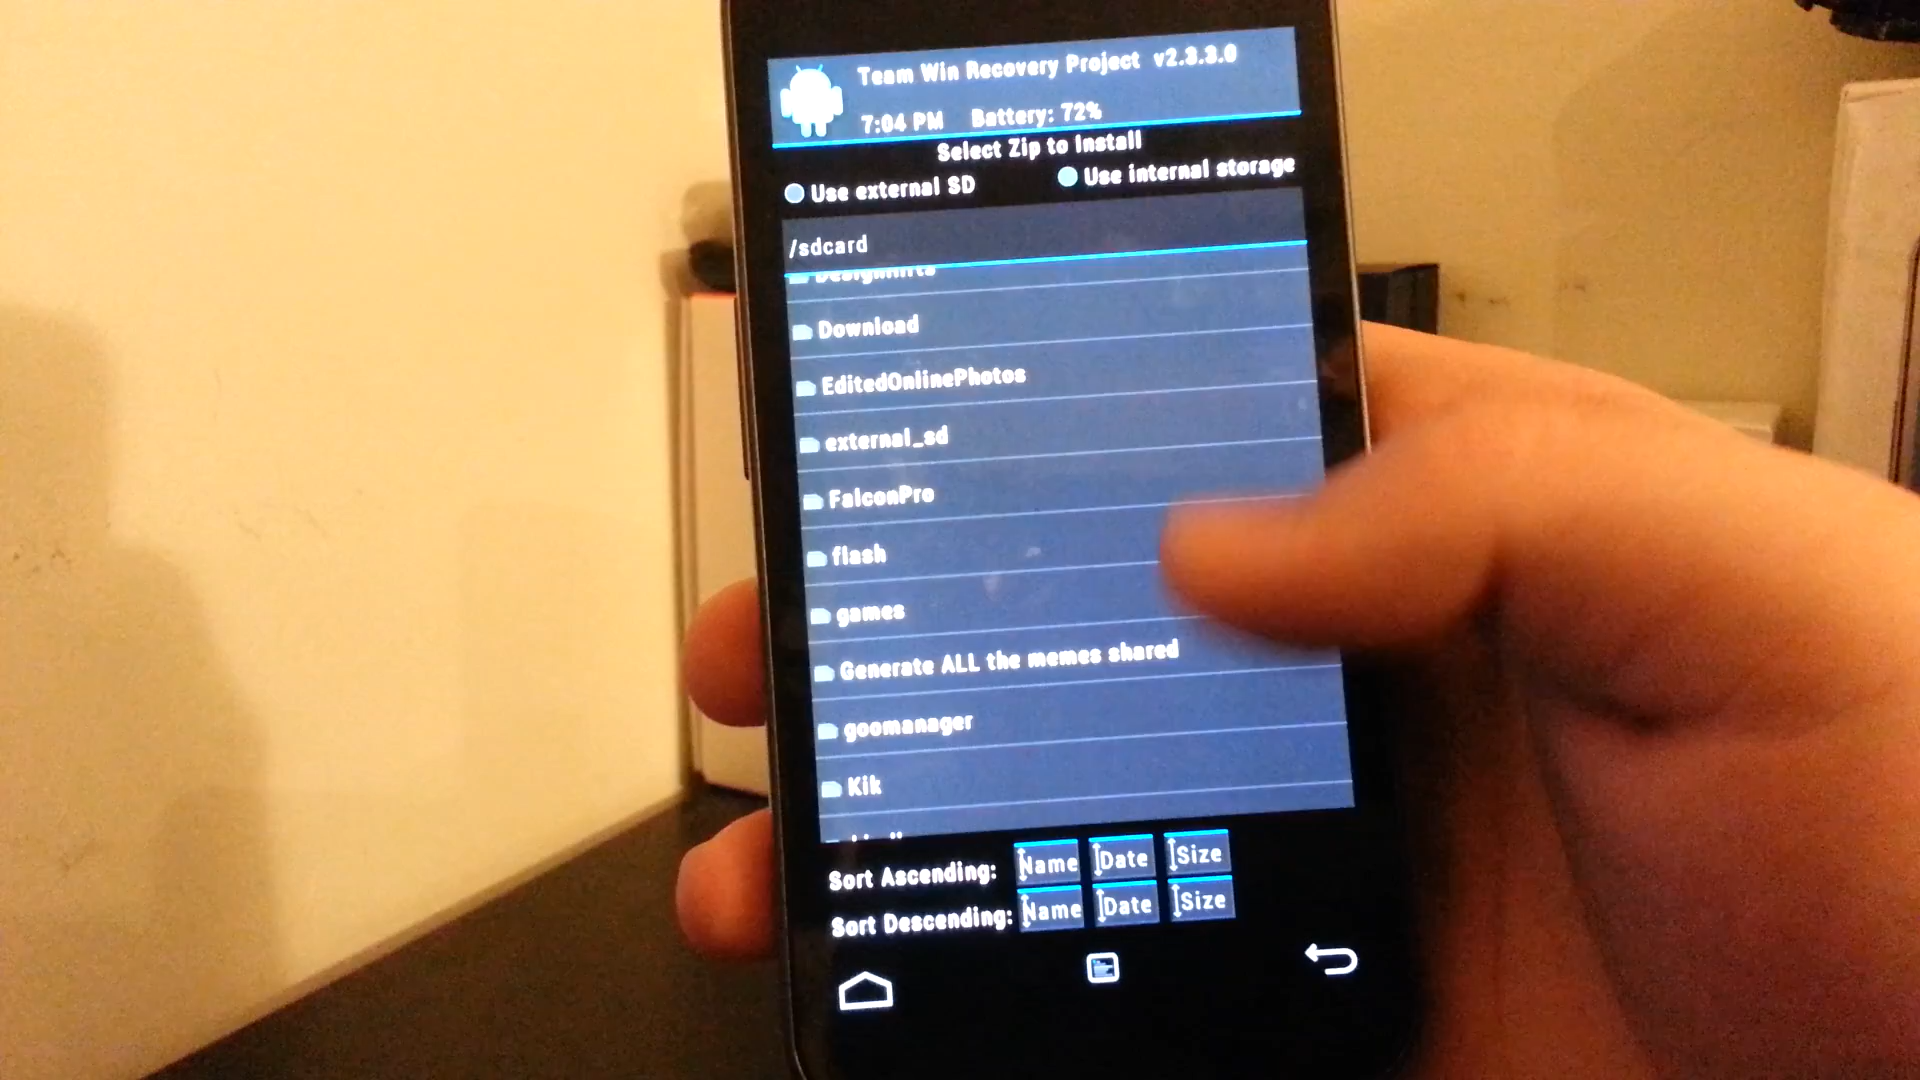 Team Win Recovery Project v2.3.3.0
7:04 PM Battery: 72%
Select Zip to Install
Use external SD Use internal storage
/sdcard
Download
EditedOnlinePhotos
external_sd
FalconPro
flash
games
Generate ALL the memes shared
goomanager
Kik
Sort Ascending: Name Date Size
Sort Descending: Name Date Size